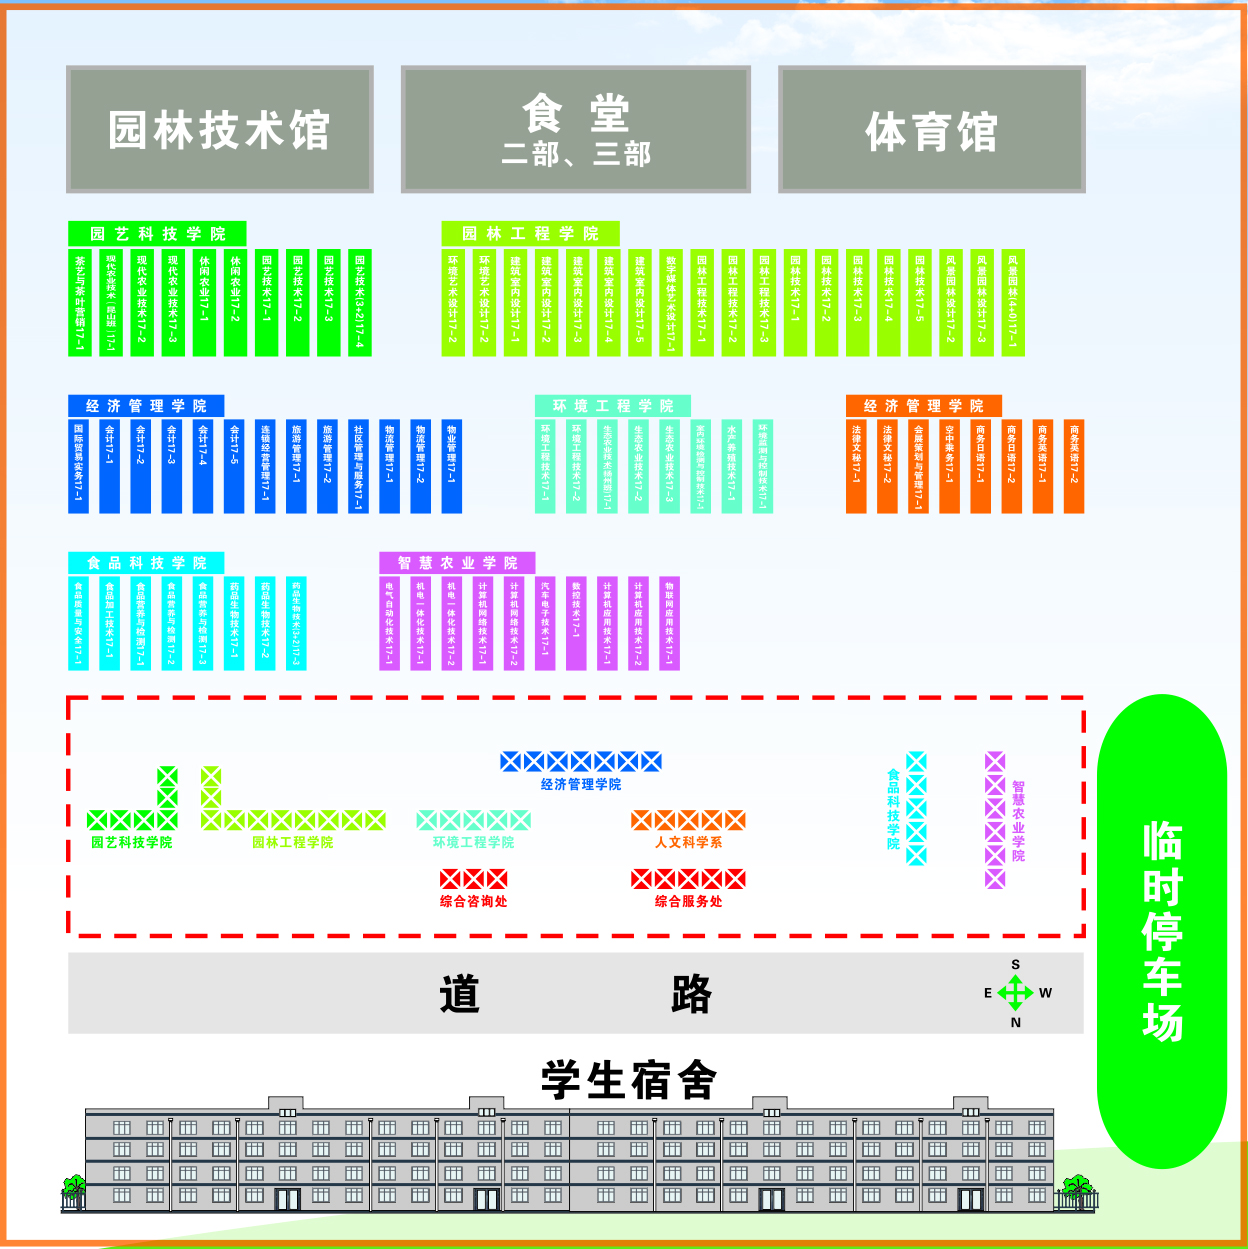 园林技术馆
食堂
二部、三部
体育馆
园艺科技学院
茶艺与茶叶营销17-1
现代农业技术（昆山班）17-1
现代农业技术17-2
现代农业技术17-3
休闲农业17-1
休闲农业17-2
园艺技术17-1
园艺技术17-2
园艺技术17-3
园艺技术(3+2)17-4
园林工程学院
环境艺术设计17-2
环境艺术设计17-2
建筑室内设计17-1
建筑室内设计17-2
建筑室内设计17-3
建筑室内设计17-4
建筑室内设计17-5
数字媒体艺术设计17-1
园林工程技术17-1
园林工程技术17-2
园林工程技术17-3
园林技术17-1
园林技术17-2
园林技术17-3
园林技术17-4
园林技术17-5
风景园林设计17-2
风景园林设计17-3
风景园林(4+0)17-1
经济管理学院
国际贸易实务17-1
会计17-1
会计17-2
会计17-3
会计17-4
会计17-5
连锁经营管理17-1
旅游管理17-1
旅游管理17-2
社区管理与服务17-1
物流管理17-1
物流管理17-2
物业管理17-1
环境工程学院
环境工程技术17-1
环境工程技术17-2
生态农业技术17-2
生态农业技术17-3
室内环境检测与控制技术17-1
水产养殖技术17-1
环境监测与控制技术17-1
经济管理学院
法律文秘17-1
法律文秘17-2
会展策划与管理17-1
空中乘务17-1
商务日语17-1
商务日语17-2
商务英语17-1
商务英语17-2
食品科技学院
食品质量与安全17-1
食品加工技术17-1
食品营养与检测17-1
食品营养与检测17-2
食品营养与检测17-3
药品生物技术17-1
药品生物技术17-2
药品生物技术(3+2)17-3
智慧农业学院
电气自动化技术17-1
机电一体化技术17-1
机电一体化技术17-2
计算机网络技术17-1
计算机网络技术17-2
汽车电子技术17-1
数控技术17-1
计算机应用技术17-1
计算机应用技术17-2
物联网应用技术17-1
经济管理学院
园艺科技学院
园林工程学院
环境工程学院
人文科学系
食品科技学院
智慧农业学院
综合咨询处
综合服务处
临时停车场
道路
S
E W
N
学生宿舍